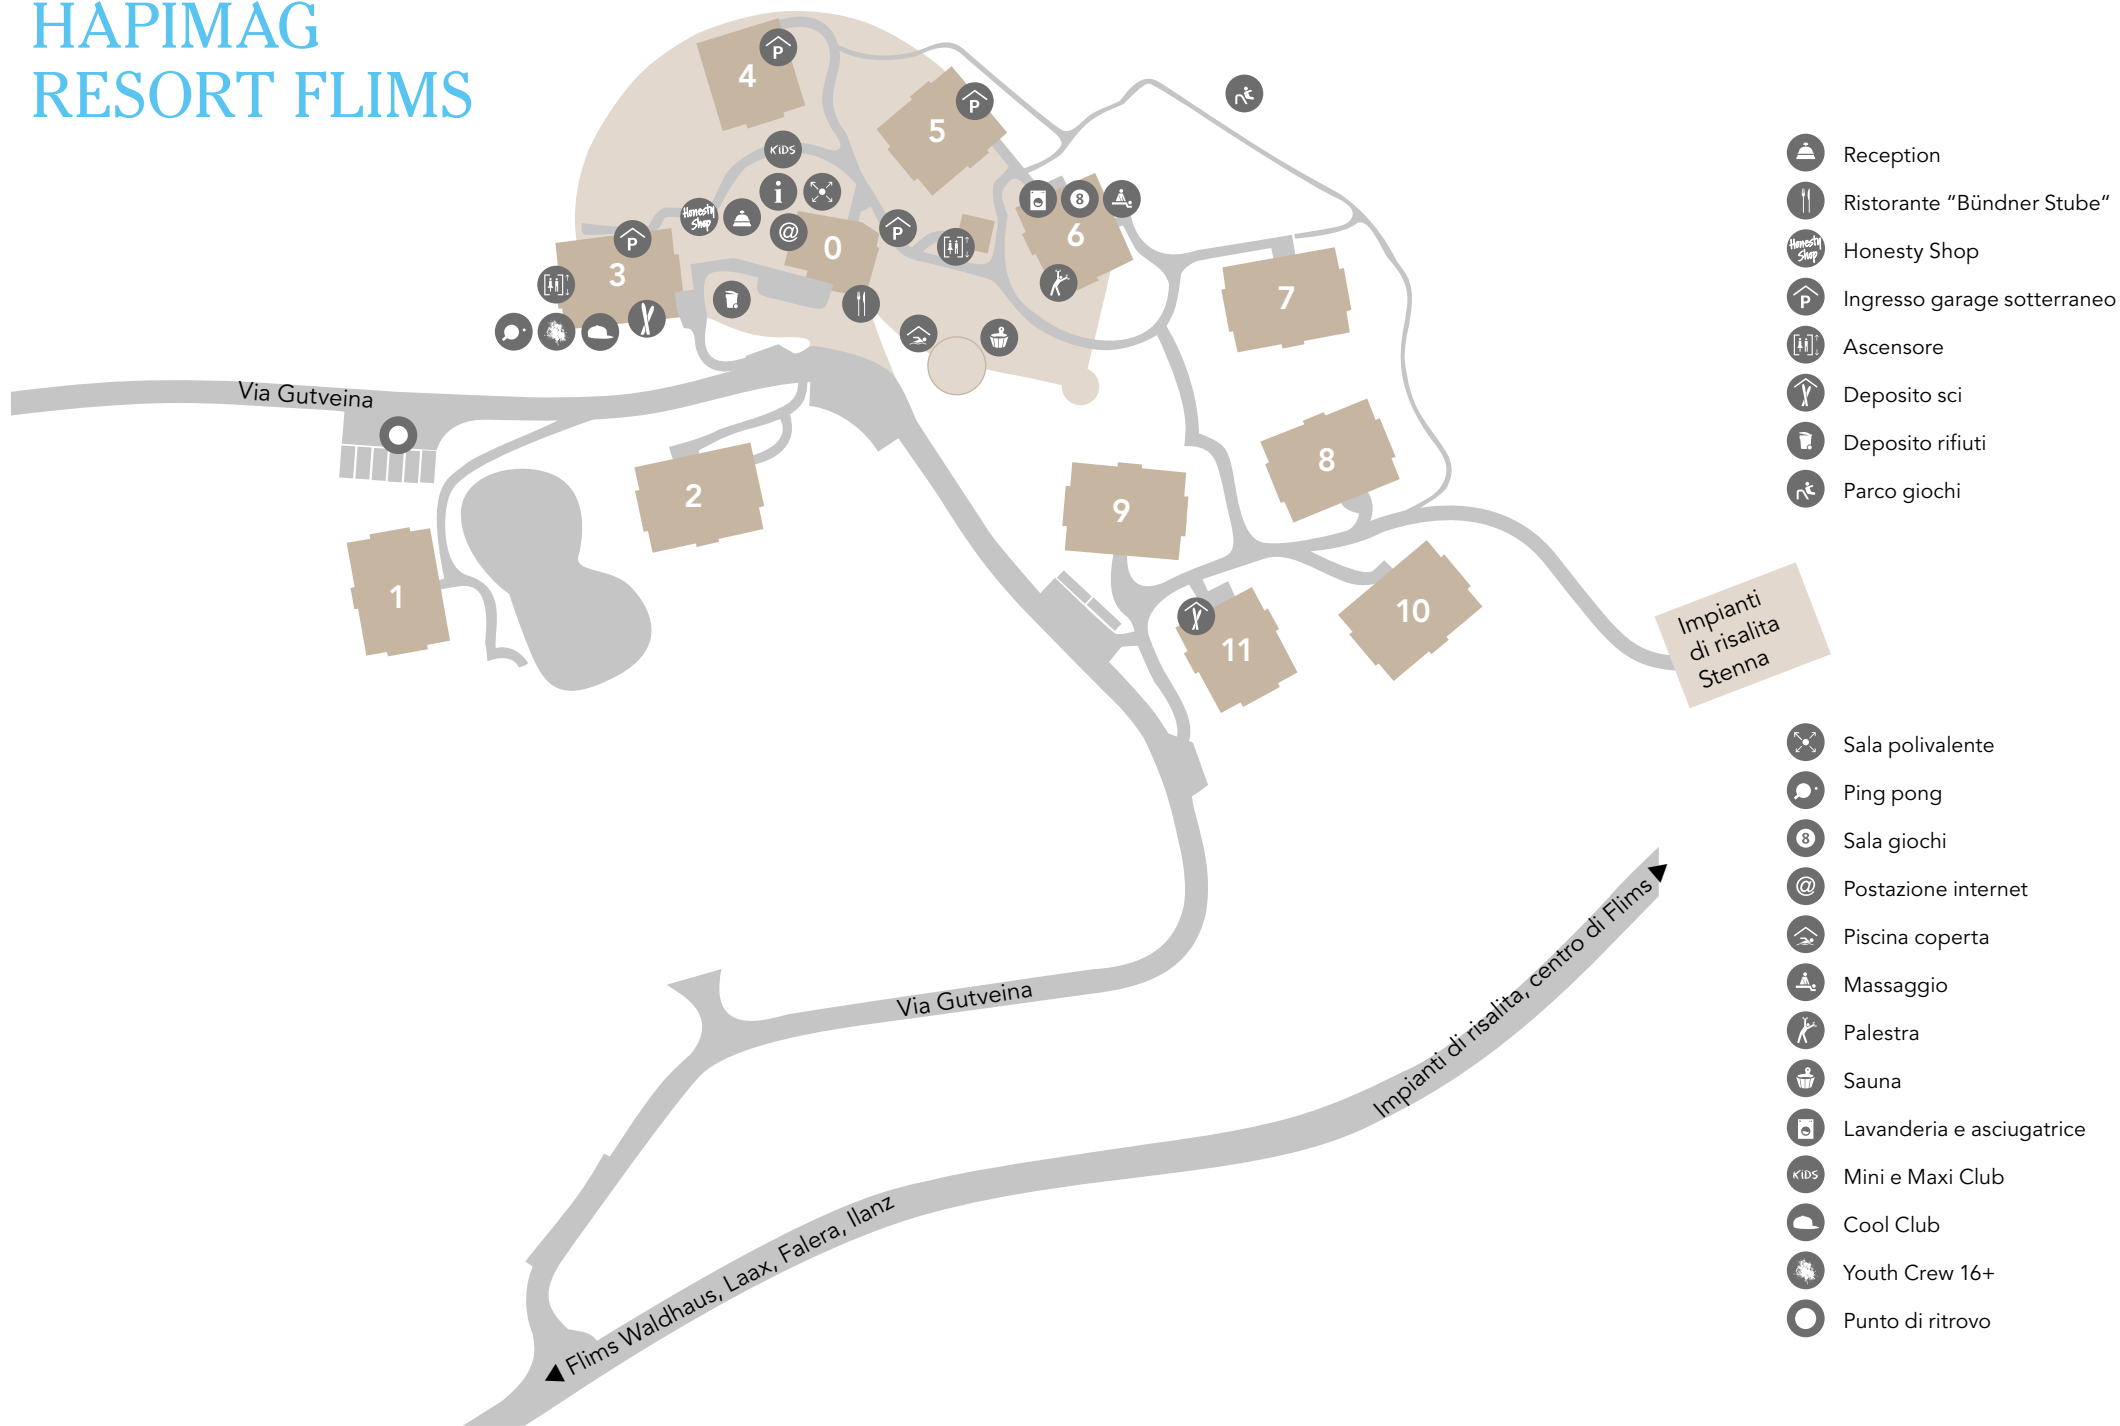 HAPIMAG
RESORT FLIMS
4
P
5
P
KiDS
i
Honesty
Shop
@
P
0
P
3
8
6
7
Via Gutveina
2
8
9
1
10
11
Impianti
di risalita
Stenna
Via Gutveina
Impianti di risalita, centro di Flims
Flims Waldhaus, Laax, Falera, Ilanz
Reception
Ristorante “Bündner Stube“
Honesty
Shop
Honesty Shop
P
Ingresso garage sotterraneo
Ascensore
Deposito sci
Deposito rifiuti
Parco giochi
Sala polivalente
Ping pong
8
Sala giochi
@
Postazione internet
Piscina coperta
Massaggio
Palestra
Sauna
Lavanderia e asciugatrice
KiDS
Mini e Maxi Club
Cool Club
Youth Crew 16+
Punto di ritrovo